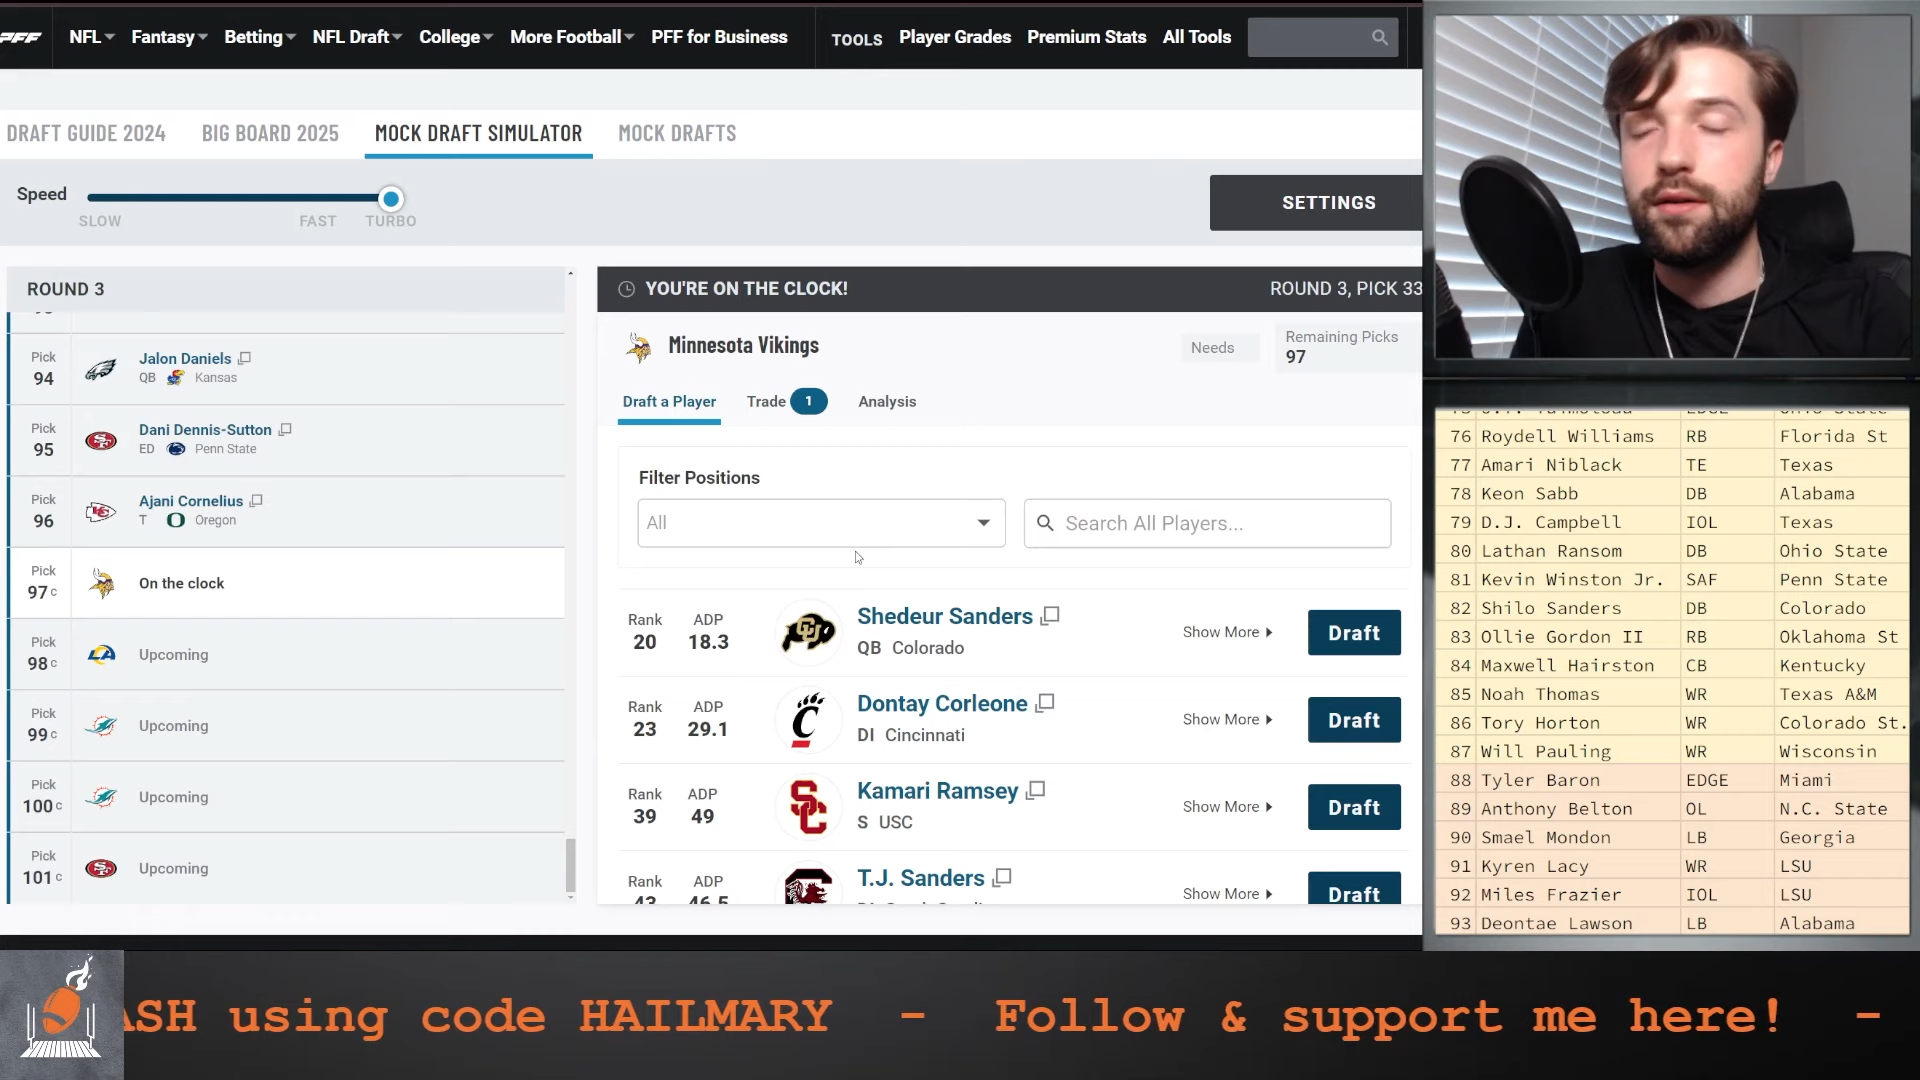 PFF
NFL
Fantasy
Betting
NFL Draft
College
More Football
PFF for Business
TOOLS
Player Grades
Premium Stats
All Tools
DRAFT GUIDE 2024
BIG BOARD 2025
MOCK DRAFT SIMULATOR
MOCK DRAFTS
Speed
SLOW
FAST
TURBO
SETTINGS
ROUND 3
Pick
94
Jalon Daniels
QB Kansas
Pick
95
Dani Dennis-Sutton
ED Penn State
Pick
96
Ajani Cornelius
T Oregon
Pick
97 c
On the clock
Pick
98 c
Upcoming
Pick
99 c
Upcoming
Pick
100 c
Upcoming
Pick
101 c
Upcoming
YOU'RE ON THE CLOCK!
ROUND 3, PICK 33
Minnesota Vikings
Needs
Remaining Picks
97
Draft a Player
Trade 1
Analysis
Filter Positions
All
Search All Players...
Rank
20
ADP
18.3
Shedeur Sanders
QB Colorado
Show More
Draft
Rank
23
ADP
29.1
Dontay Corleone
DI Cincinnati
Show More
Draft
Rank
39
ADP
49
Kamari Ramsey
S USC
Show More
Draft
Rank
43
ADP
46.5
T.J. Sanders
Show More
Draft
76 Roydell Williams RB Florida St
77 Amari Niblack TE Texas
78 Keon Sabb DB Alabama
79 D.J. Campbell IOL Texas
80 Lathan Ransom DB Ohio State
81 Kevin Winston Jr. SAF Penn State
82 Shilo Sanders DB Colorado
83 Ollie Gordon II RB Oklahoma St
84 Maxwell Hairston CB Kentucky
85 Noah Thomas WR Texas A&M
86 Tory Horton WR Colorado St.
87 Will Pauling WR Wisconsin
88 Tyler Baron EDGE Miami
89 Anthony Belton OL N.C. State
90 Smael Mondon LB Georgia
91 Kyren Lacy WR LSU
92 Miles Frazier IOL LSU
93 Deontae Lawson LB Alabama
ASH using code HAILMARY - Follow & support me here! -